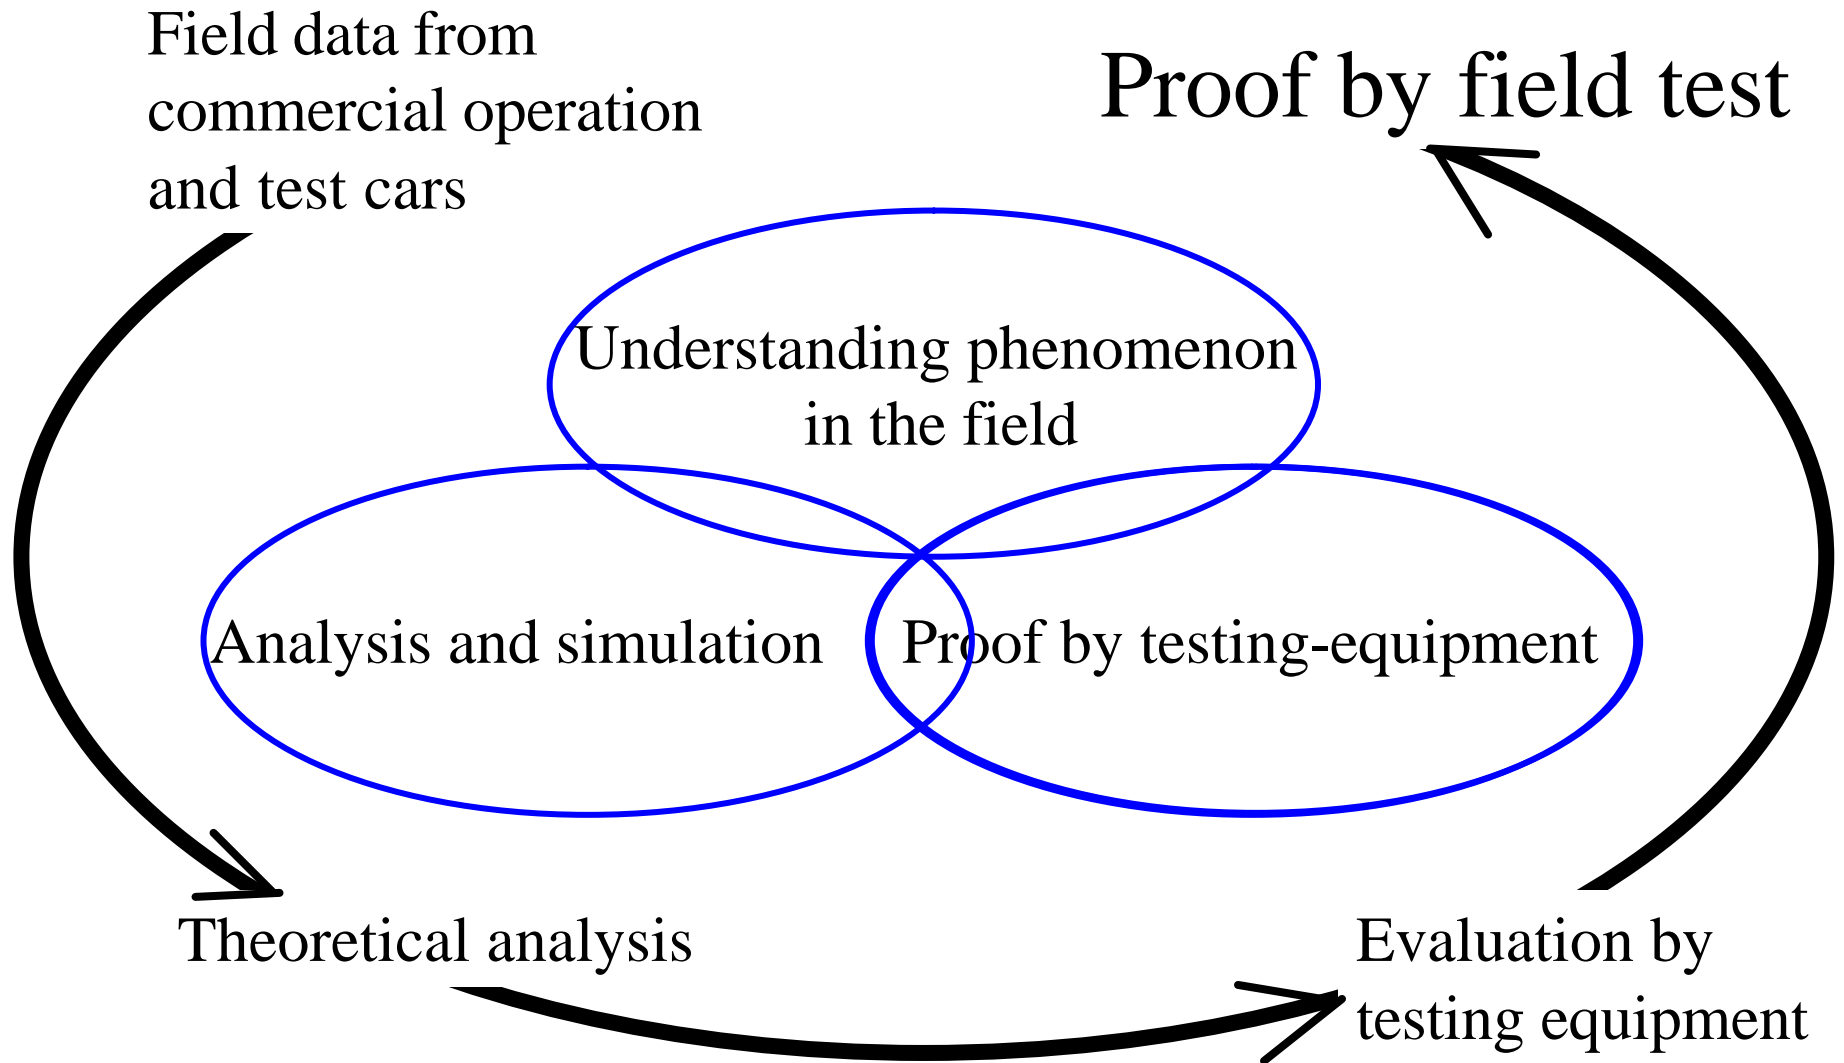 Field data from
commercial operation
and test cars
Proof by field test
Understanding phenomenon
in the field
Analysis and simulation
Proof by testing-equipment
Theoretical analysis
Evaluation by
testing equipment